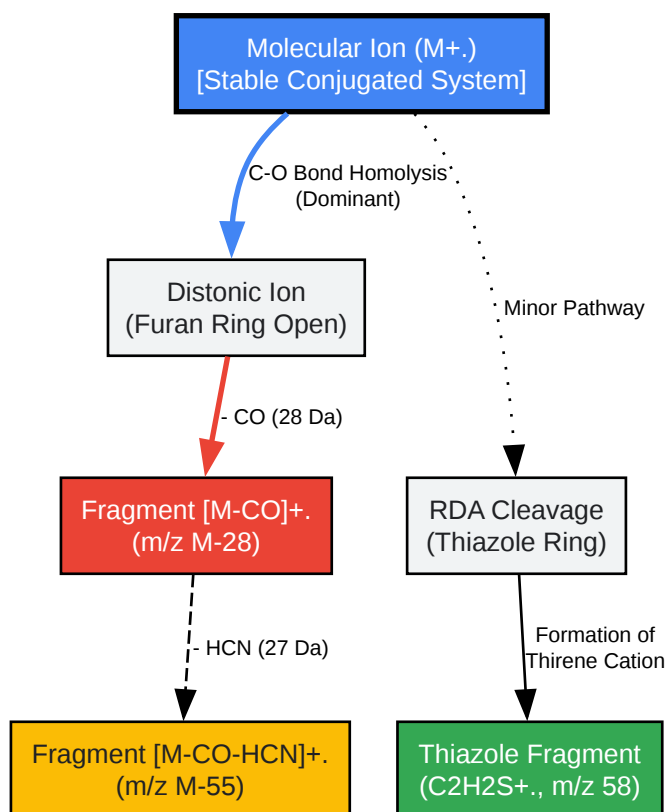 Molecular Ion (M+.)
[Stable Conjugated System]
C-O Bond Homolysis
(Dominant)
Distonic Ion
(Furan Ring Open)
Minor Pathway
- CO (28 Da)
Fragment [M-CO]+.
(m/z M-28)
RDA Cleavage
(Thiazole Ring)
- HCN (27 Da)
Formation of
Thirene Cation
Fragment [M-CO-HCN]+.
(m/z M-55)
Thiazole Fragment
(C2H2S+., m/z 58)